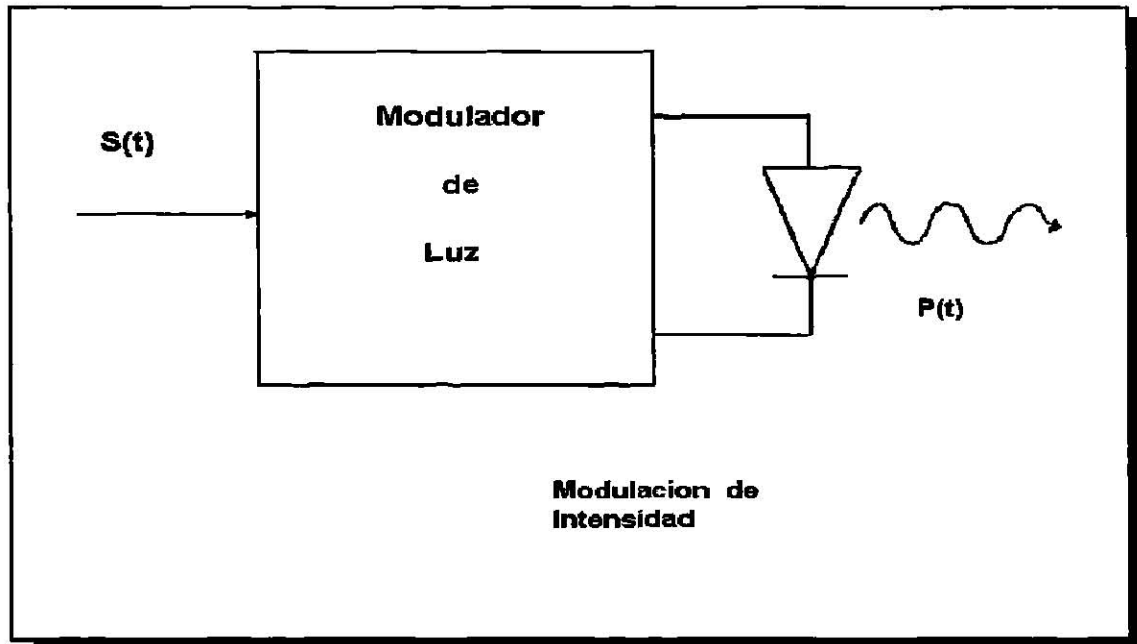 S(t)
Modulador
de
Luz
P(t)
Modulacion de
Intensidad